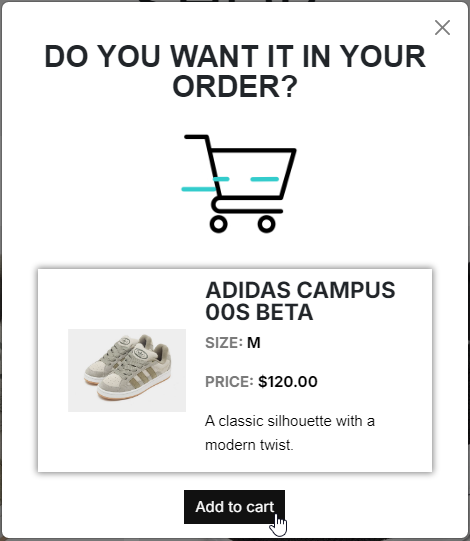 DO YOU WANT IT IN YOUR
ORDER?
ADIDAS CAMPUS
00S BETA
SIZE: M
PRICE: $120.00
A classic silhouette with a
modern twist.
Add to cart